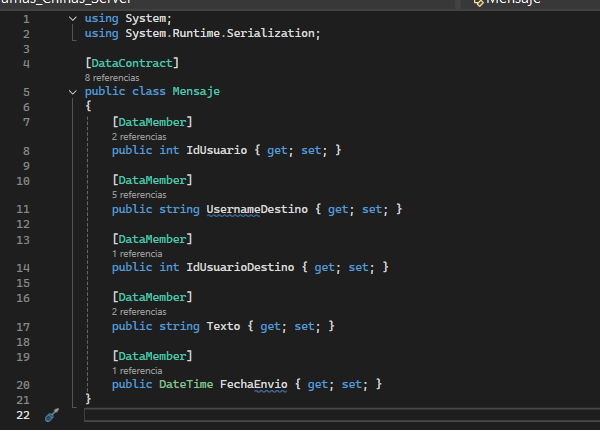 Damas_Chinas_Server
Mensaje
1 using System;
2 using System.Runtime.Serialization;
3
4 [DataContract]
8 referencias
5 public class Mensaje
6 {
7 [DataMember]
2 referencias
8 public int IdUsuario { get; set; }
9
10 [DataMember]
5 referencias
11 public string UsernameDestino { get; set; }
12
13 [DataMember]
1 referencia
14 public int IdUsuarioDestino { get; set; }
15
16 [DataMember]
2 referencias
17 public string Texto { get; set; }
18
19 [DataMember]
1 referencia
20 public DateTime FechaEnvio { get; set; }
21 }
22